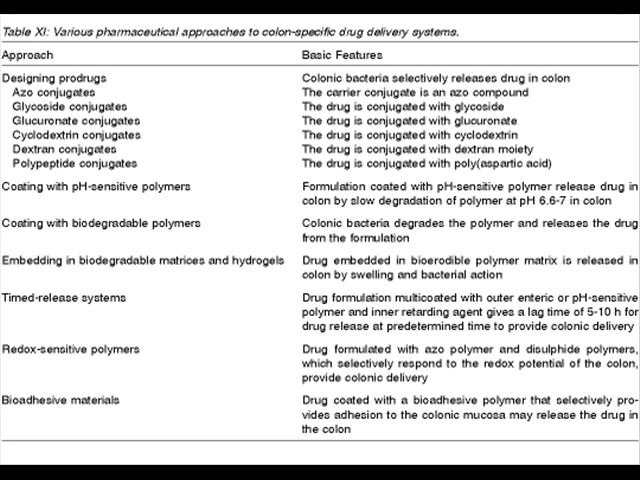 Table XI: Various pharmaceutical approaches to colon-specific drug delivery systems.
Approach Basic Features
Designing prodrugs Colonic bacteria selectively releases drug in colon
Azo conjugates The carrier conjugate is an azo compound
Glycoside conjugates The drug is conjugated with glycoside
Glucuronate conjugates The drug is conjugated with glucuronate
Cyclodextrin conjugates The drug is conjugated with cyclodextrin
Dextran conjugates The drug is conjugated with dextran moiety
Polypeptide conjugates The drug is conjugated with poly(aspartic acid)
Coating with pH-sensitive polymers Formulation coated with pH-sensitive polymer release drug in
colon by slow degradation of polymer at pH 6.6-7 in colon
Coating with biodegradable polymers Colonic bacteria degrades the polymer and releases the drug
from the formulation
Embedding in biodegradable matrices and hydrogels Drug embedded in bioerodible polymer matrix is released in
colon by swelling and bacterial action
Timed-release systems Drug formulation multicoated with outer enteric or pH-sensitive
polymer and inner retarding agent gives a lag time of 5-10 h for
drug release at predetermined time to provide colonic delivery
Redox-sensitive polymers Drug formulated with azo polymer and disulphide polymers,
which selectively respond to the redox potential of the colon,
provide colonic delivery
Bioadhesive materials Drug coated with a bioadhesive polymer that selectively pro-
vides adhesion to the colonic mucosa may release the drug in
the colon